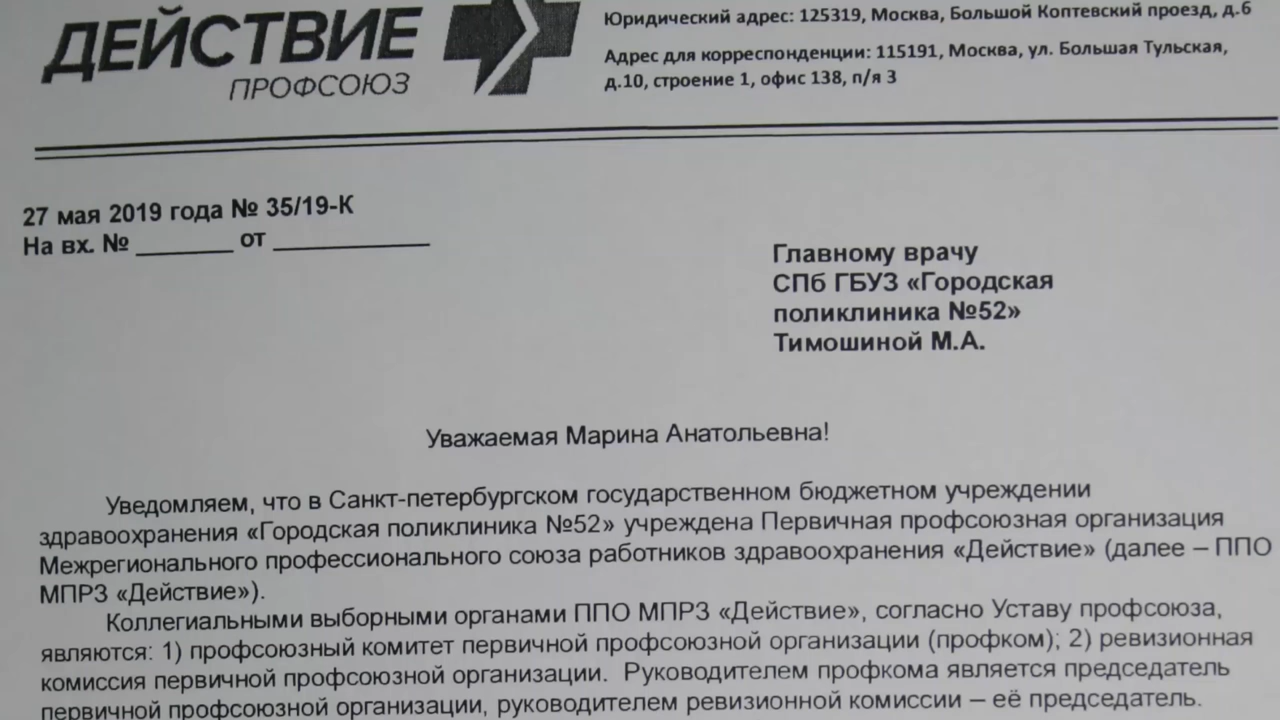 ДЕЙСТВИЕ
ПРОФСОЮЗ
Юридический адрес: 125319, Москва, Большой Коптевский проезд, д.6
Адрес для корреспонденции: 115191, Москва, ул. Большая Тульская,
д.10, строение 1, офис 138, п/я 3
27 мая 2019 года № 35/19-К
На вх. № _______ от ___________
Главному врачу
СПб ГБУЗ «Городская
поликлиника №52»
Тимошиной М.А.
Уважаемая Марина Анатольевна!
Уведомляем, что в Санкт-петербургском государственном бюджетном учреждении
здравоохранения «Городская поликлиника №52» учреждена Первичная профсоюзная организация
Межрегионального профессионального союза работников здравоохранения «Действие» (далее – ППО
МПРЗ «Действие»).
Коллегиальными выборными органами ППО МПРЗ «Действие», согласно Уставу профсоюза,
являются: 1) профсоюзный комитет первичной профсоюзной организации (профком); 2) ревизионная
комиссия первичной профсоюзной организации. Руководителем профкома является председатель
первичной профсоюзной организации, руководителем ревизионной комиссии – её председатель.